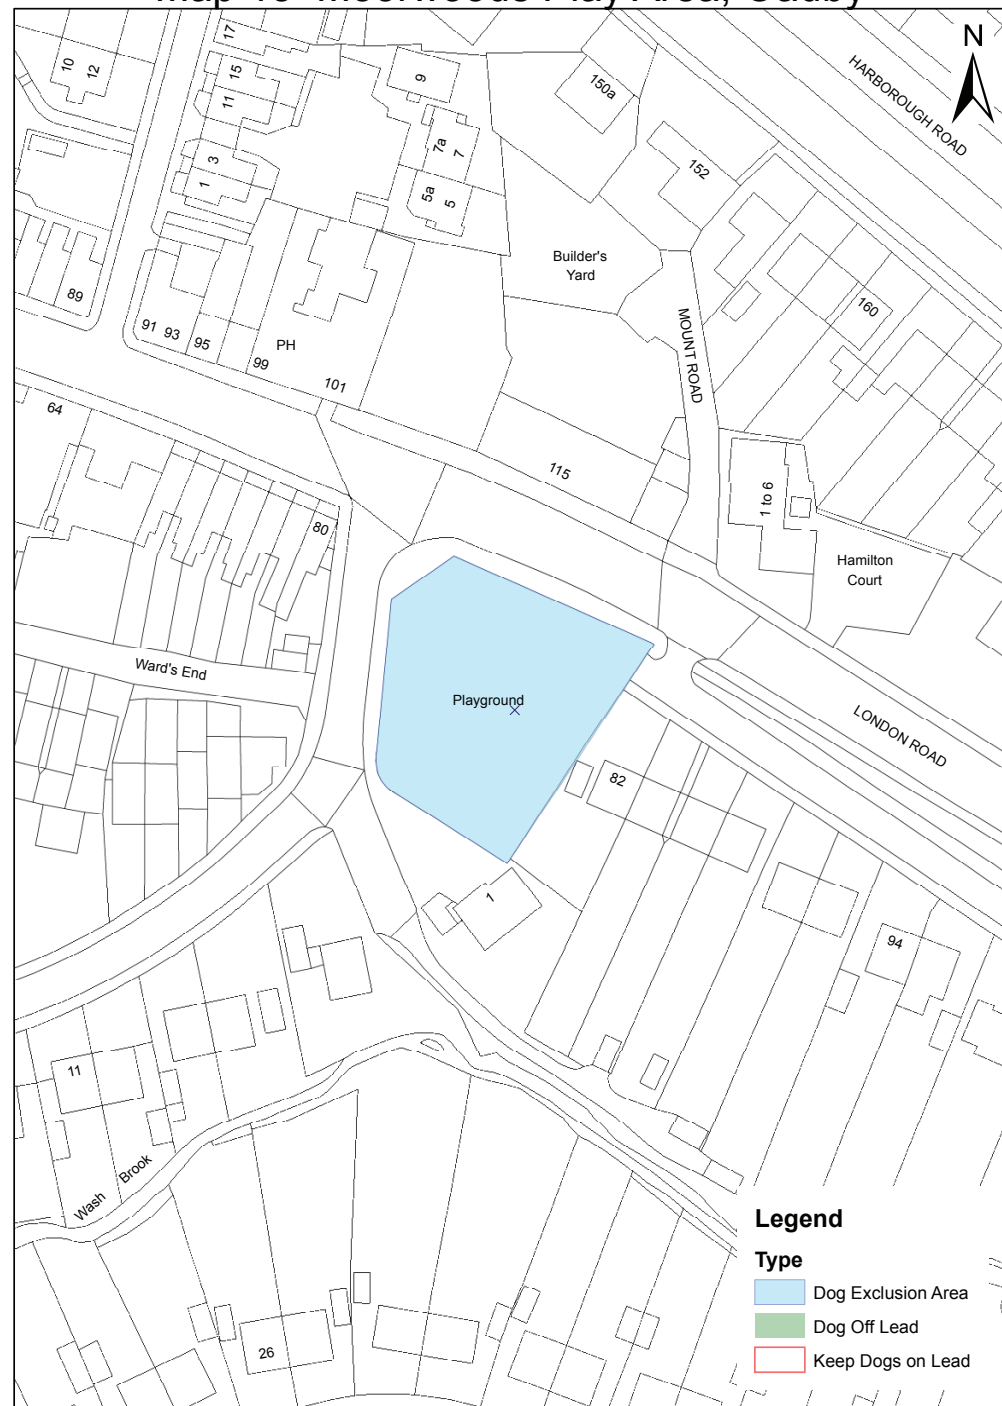 N
HARBOROUGH ROAD
17
10
12
15
11
9
150a
7a
7
3
1
5a
5
152
Builder's
Yard
89
160
91
93
95
PH
99
101
MOUNT ROAD
64
115
80
1 to 6
Hamilton
Court
Ward's End
Playground
LONDON ROAD
82
1
94
11
Wash Brook
26
Legend
Type
Dog Exclusion Area
Dog Off Lead
Keep Dogs on Lead